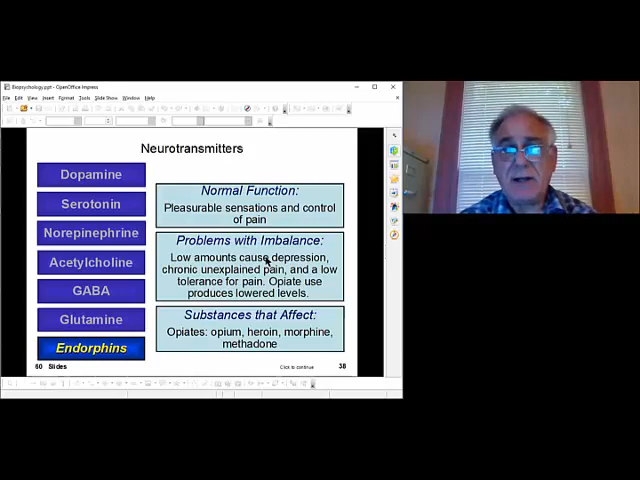 Biopsychology.ppt - OpenOffice Impress
File Edit View Insert Format Tools Slide Show Window Help
Neurotransmitters
Dopamine
Serotonin
Norepinephrine
Acetylcholine
GABA
Glutamine
Endorphins
Normal Function:
Pleasurable sensations and control
of pain
Problems with Imbalance:
Low amounts cause depression,
chronic unexplained pain, and a low
tolerance for pain. Opiate use
produces lowered levels.
Substances that Affect:
Opiates: opium, heroin, morphine,
methadone
60 Slides
Click to continue
38